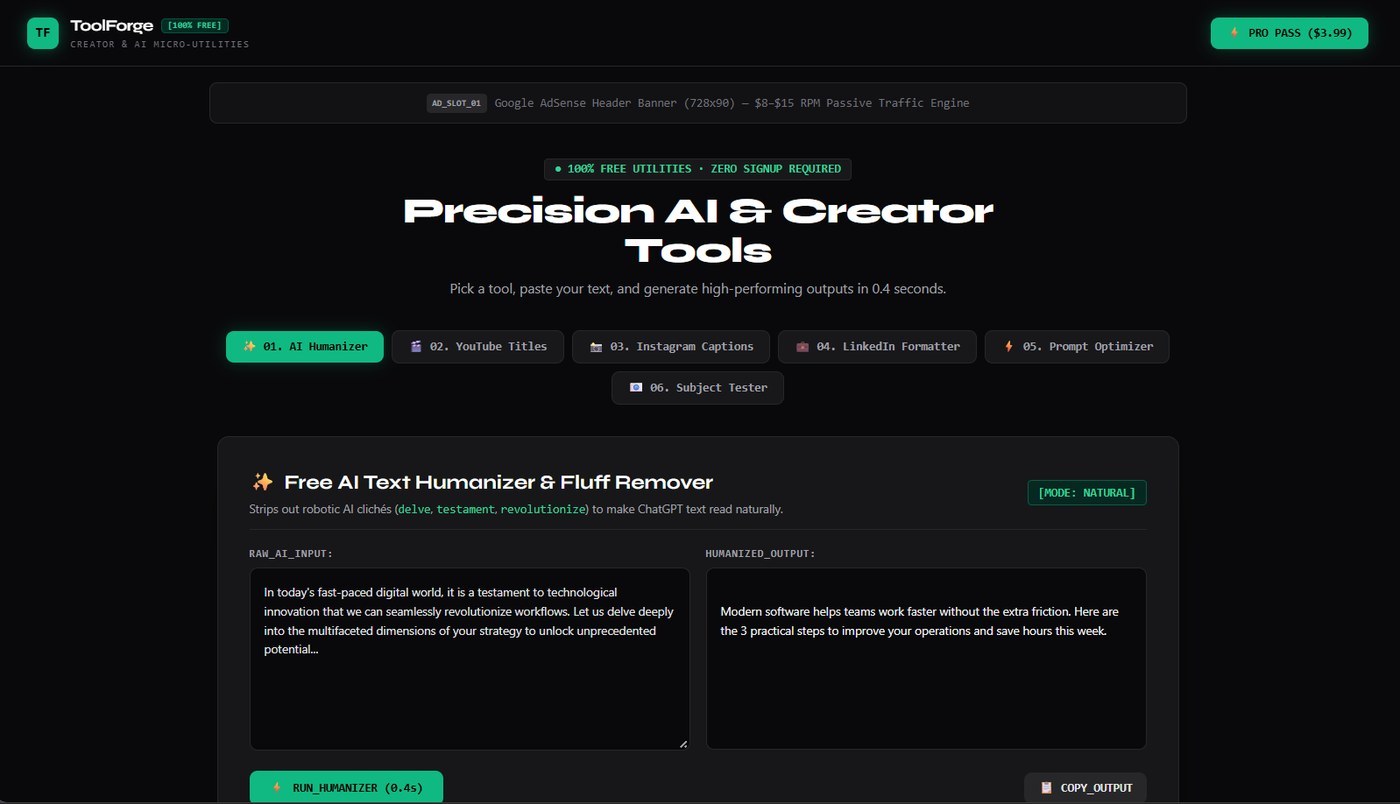 TF
ToolForge [100% FREE]
CREATOR & AI MICRO-UTILITIES
⚡ PRO PASS ($3.99)
AD_SLOT_01 Google AdSense Header Banner (728x90) — $8–$15 RPM Passive Traffic Engine
● 100% FREE UTILITIES · ZERO SIGNUP REQUIRED
Precision AI & Creator
Tools
Pick a tool, paste your text, and generate high-performing outputs in 0.4 seconds.
✨ 01. AI Humanizer
🎬 02. YouTube Titles
📸 03. Instagram Captions
💼 04. LinkedIn Formatter
⚡ 05. Prompt Optimizer
📧 06. Subject Tester
✨ Free AI Text Humanizer & Fluff Remover
Strips out robotic AI clichés (delve, testament, revolutionize) to make ChatGPT text read naturally.
[MODE: NATURAL]
RAW_AI_INPUT:
In today's fast-paced digital world, it is a testament to technological
innovation that we can seamlessly revolutionize workflows. Let us delve deeply
into the multifaceted dimensions of your strategy to unlock unprecedented
potential...
HUMANIZED_OUTPUT:
Modern software helps teams work faster without the extra friction. Here are
the 3 practical steps to improve your operations and save hours this week.
⚡ RUN_HUMANIZER (0.4s)
📋 COPY_OUTPUT